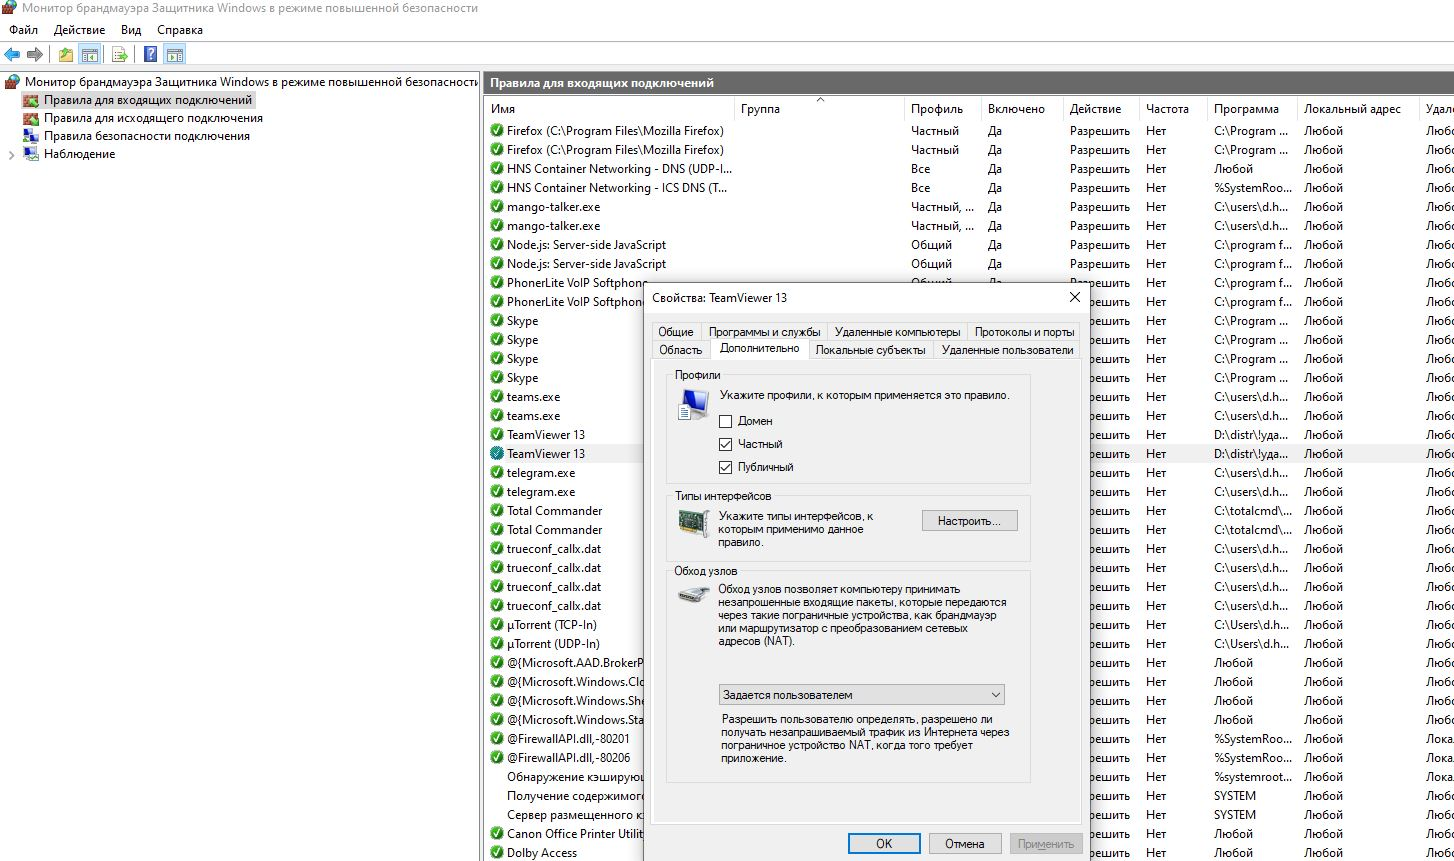 Монитор брандмауэра Защитника Windows в режиме повышенной безопасности
Файл Действие Вид Справка
Монитор брандмауэра Защитника Windows в режиме повышенной безопасности
Правила для входящих подключений
Правила для исходящего подключения
Правила безопасности подключения
Наблюдение
Правила для входящих подключений
Имя Группа Профиль Включено Действие Частота Программа Локальный адрес Удале
Firefox (C:\Program Files\Mozilla Firefox) Частный Да Разрешить Нет C:\Program ... Любой Любо
Firefox (C:\Program Files\Mozilla Firefox) Частный Да Разрешить Нет C:\Program ... Любой Любо
HNS Container Networking - DNS (UDP-I... Все Да Разрешить Нет Любой Любой Любо
HNS Container Networking - ICS DNS (T... Все Да Разрешить Нет %SystemRoo... Любой Любо
mango-talker.exe Частный, ... Да Разрешить Нет C:\users\d.h... Любой Любо
mango-talker.exe Частный, ... Да Разрешить Нет C:\users\d.h... Любой Любо
Node.js: Server-side JavaScript Общий Да Разрешить Нет C:\program f... Любой Любо
Node.js: Server-side JavaScript Общий Да Разрешить Нет C:\program f... Любой Любо
PhonerLite VoIP Softphone решить Нет C:\program f... Любой Любо
PhonerLite VoIP Softphone решить Нет C:\program f... Любой Любо
Skype решить Нет C:\Program ... Любой Любо
Skype решить Нет C:\Program ... Любой Любо
Skype решить Нет C:\Program ... Любой Любо
Skype решить Нет C:\Program ... Любой Любо
teams.exe решить Нет C:\users\d.h... Любой Любо
teams.exe решить Нет C:\users\d.h... Любой Любо
TeamViewer 13 решить Нет D:\distr\!уда... Любой Любо
TeamViewer 13 решить Нет D:\distr\!уда... Любой Любо
telegram.exe решить Нет C:\users\d.h... Любой Любо
telegram.exe решить Нет C:\users\d.h... Любой Любо
Total Commander решить Нет C:\totalcmd\... Любой Любо
Total Commander решить Нет C:\totalcmd\... Любой Любо
trueconf_callx.dat решить Нет C:\users\d.h... Любой Любо
trueconf_callx.dat решить Нет C:\users\d.h... Любой Любо
trueconf_callx.dat решить Нет C:\users\d.h... Любой Любо
trueconf_callx.dat решить Нет C:\users\d.h... Любой Любо
µTorrent (TCP-In) решить Нет C:\Users\d.h... Любой Любо
µTorrent (UDP-In) решить Нет C:\Users\d.h... Любой Любо
@{Microsoft.AAD.BrokerP решить Нет Любой Любой Любо
@{Microsoft.Windows.Clo решить Нет Любой Любой Любо
@{Microsoft.Windows.She решить Нет Любой Любой Любо
@{Microsoft.Windows.Sta решить Нет Любой Любой Любо
@FirewallAPI.dll,-80201 решить Нет %SystemRoo... Любой Лока
@FirewallAPI.dll,-80206 решить Нет %SystemRoo... Любой Лока
Обнаружение кэширующ решить Нет %systemroot... Любой Лока
Получение содержимого решить Нет SYSTEM Любой Любо
Сервер размещенного к решить Нет SYSTEM Любой Любо
Canon Office Printer Utilit решить Нет Любой Любой Любо
Dolby Access решить Нет Любой Любой Любо
Свойства: TeamViewer 13
Общие Программы и службы Удаленные компьютеры Протоколы и порты
Область Дополнительно Локальные субъекты Удаленные пользователи
Профили
Укажите профили, к которым применяется это правило.
Домен
Частный
Публичный
Типы интерфейсов
Укажите типы интерфейсов, к
которым применимо данное
правило.
Настроить...
Обход узлов
Обход узлов позволяет компьютеру принимать
незапрошенные входящие пакеты, которые передаются
через такие пограничные устройства, как брандмауэр
или маршрутизатор с преобразованием сетевых
адресов (NAT).
Задается пользователем
Разрешить пользователю определять, разрешено ли
получать незапрашиваемый трафик из Интернета через
пограничное устройство NAT, когда того требует
приложение.
OK Отмена Применить